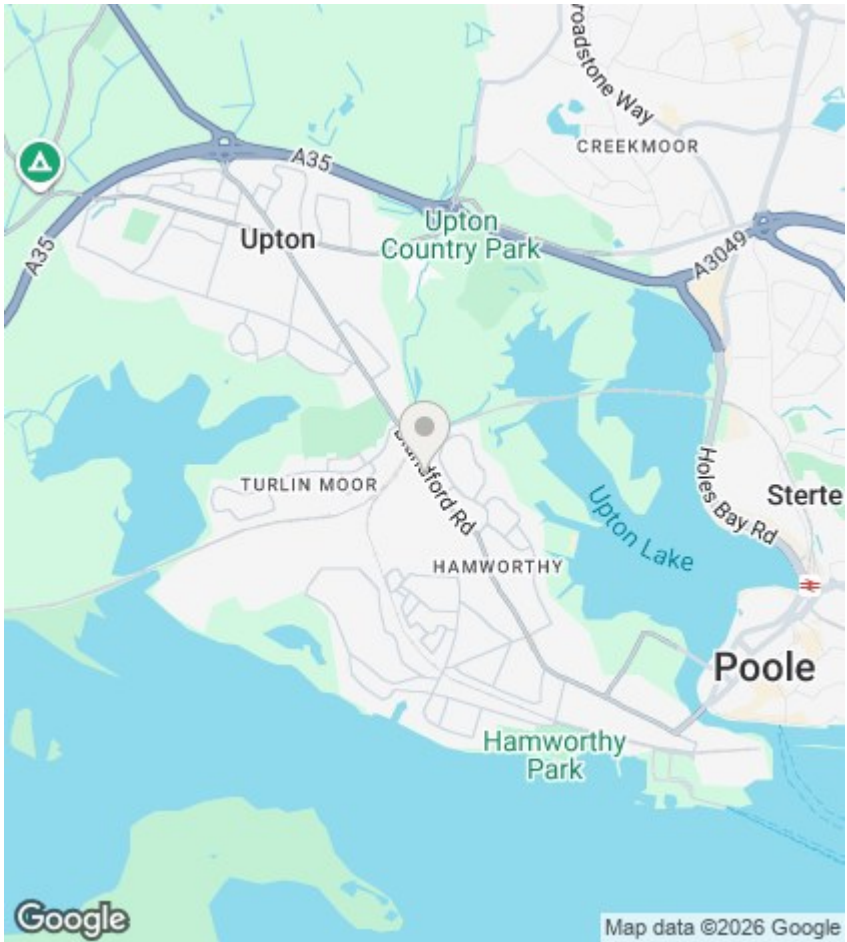 roadstone Way
CREEKMOOR
A35
Upton
Upton
Country Park
A3049
A35
Holes Bay Rd
Sterte
TURLIN MOOR
ndford Rd
Upton Lake
HAMWORTHY
Poole
Hamworthy
Park
Google
Map data ©2026 Google